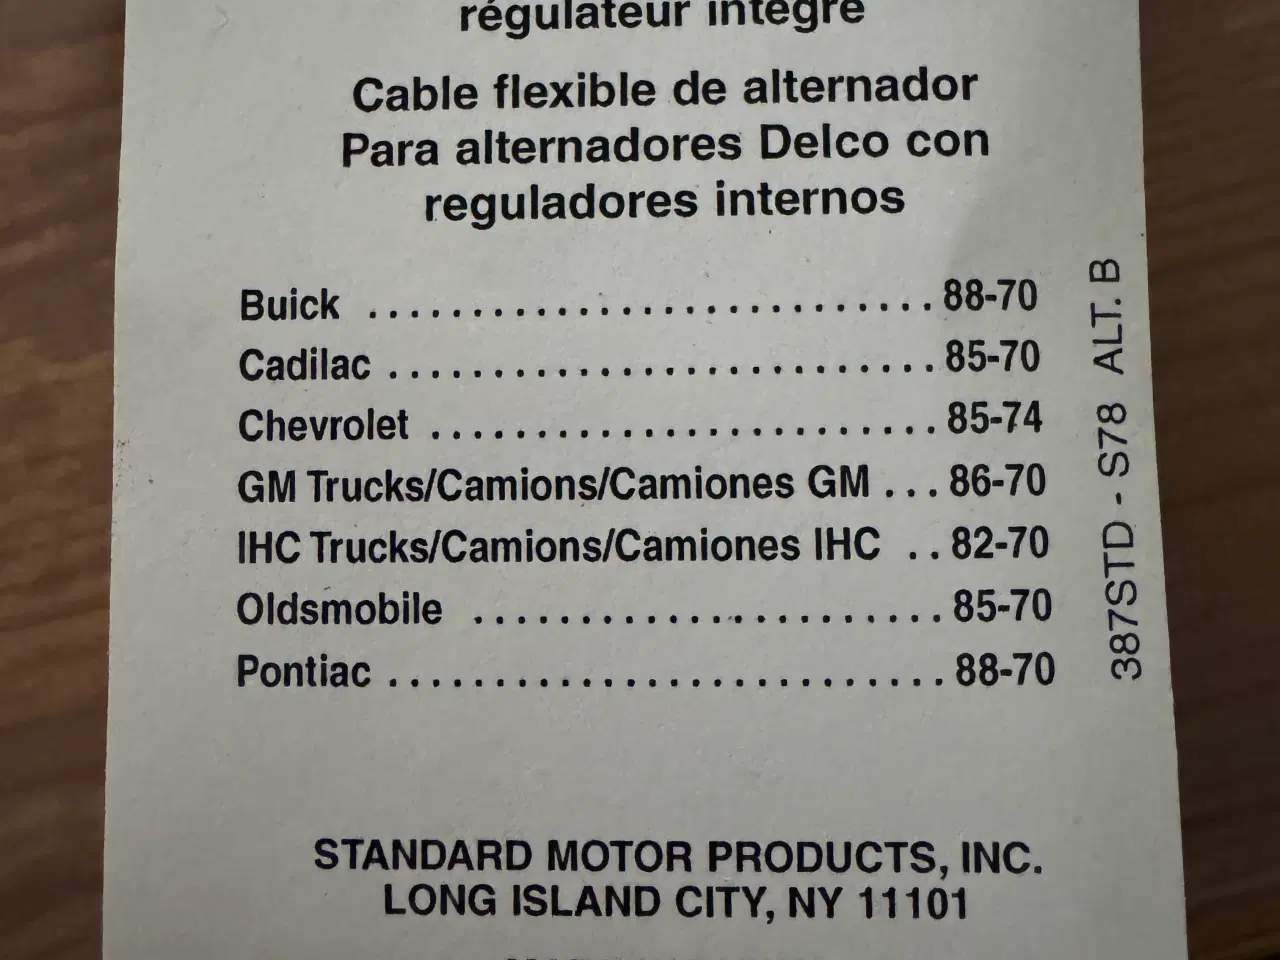 régulateur intégré
Cable flexible de alternador
Para alternadores Delco con
reguladores internos
Buick ................................ 88-70
Cadilac .............................. 85-70
Chevrolet ............................ 85-74
GM Trucks/Camions/Camiones GM ... 86-70
IHC Trucks/Camions/Camiones IHC .. 82-70
Oldsmobile ........................... 85-70
Pontiac .............................. 88-70
387STD - S78 ALT. B
STANDARD MOTOR PRODUCTS, INC.
LONG ISLAND CITY, NY 11101